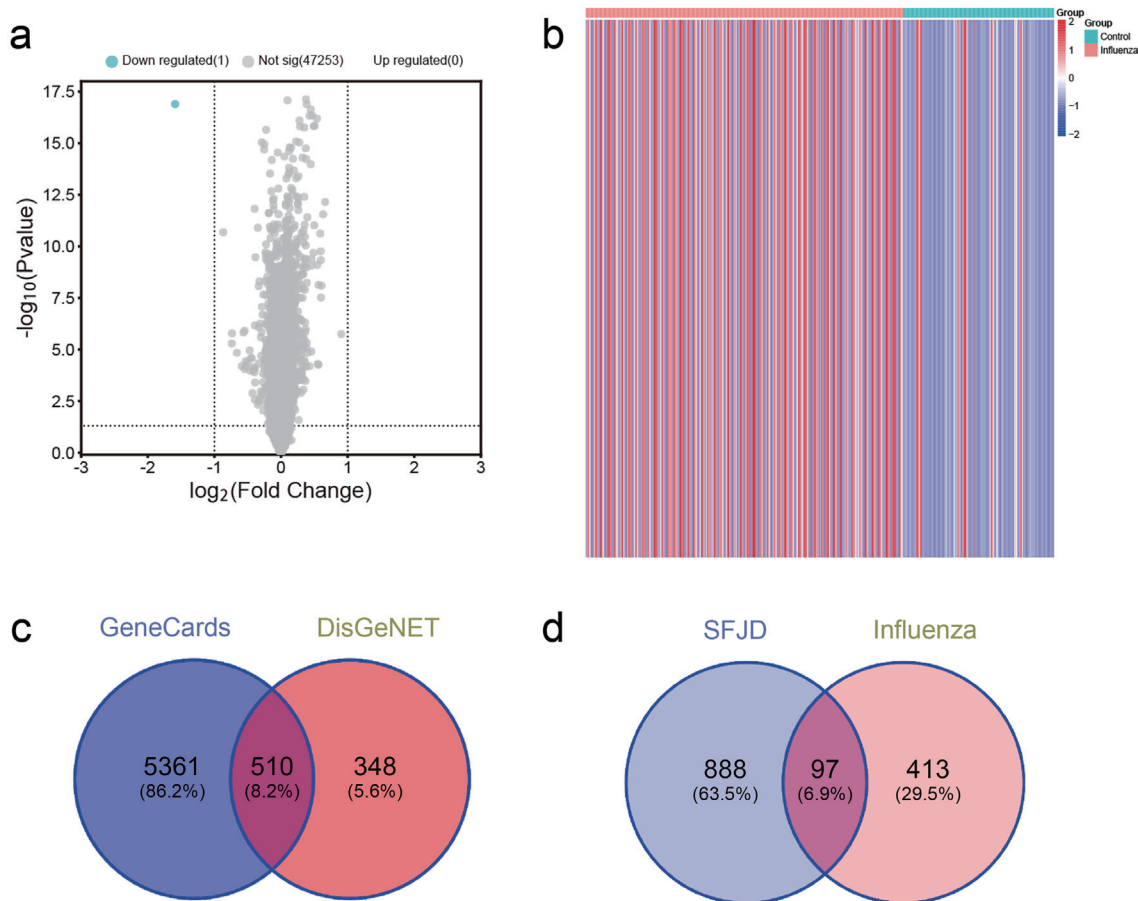 a
Down regulated(1) Not sig(47253) Up regulated(0)
17.5
15.0
12.5
10.0
7.5
5.0
2.5
0.0
-log10(Pvalue)
-3 -2 -1 0 1 2 3
log2(Fold Change)
b
Group
2
1
0
−1
−2
Group
Control
Influenza
c
GeneCards DisGeNET
5361 510 348
(86.2%) (8.2%) (5.6%)
d
SFJD Influenza
888 97 413
(63.5%) (6.9%) (29.5%)